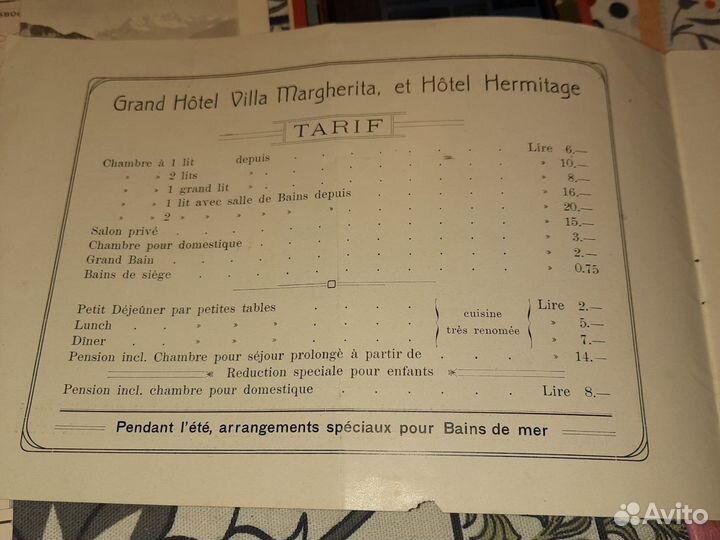 SBOU
Grand Hôtel Villa Margherita, et Hôtel Hermitage
TARIF
Chambre à 1 lit depuis . . . . . . . Lire 6.—
» » 2 lits » . . . . . . . » 10.—
» » 1 grand lit » . . . . . . . » 8.—
» » 1 lit avec salle de Bains depuis . . . . . » 16.—
» » 2 » » » » » » . . . . . » 20.—
Salon privé . . . . . . . . . . » 15.—
Chambre pour domestique . . . . . . . . » 3.—
Grand Bain . . . . . . . . . . » 2.—
Bains de siège . . . . . . . . . . » 0.75
Petit Déjeûner par petites tables . . . . cuisine Lire 2.—
Lunch . . » » » . . . . » 5.—
Dîner . . » » » . . . . très renomée » 7.—
Pension incl. Chambre pour séjour prolongè à partir de . . . » 14.—
Reduction speciale pour enfants
Pension incl. chambre pour domestique . . . . . . Lire 8.—
Pendant l'été, arrangements spéciaux pour Bains de mer
Avito